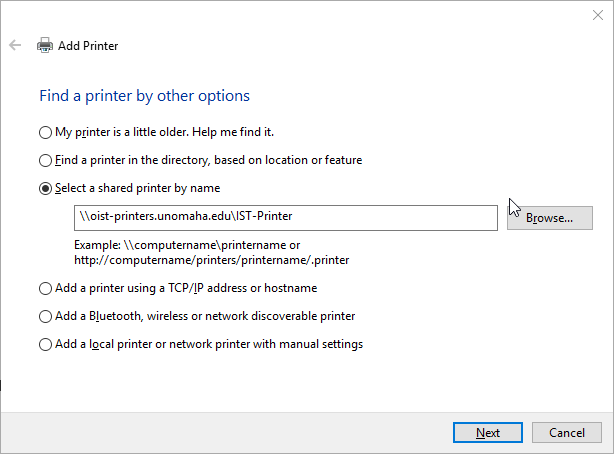 Add Printer
Find a printer by other options
My printer is a little older. Help me find it.
Find a printer in the directory, based on location or feature
Select a shared printer by name
\\oist-printers.unomaha.edu\IST-Printer
Browse...
Example: \\computername\printername or
http://computername/printers/printername/.printer
Add a printer using a TCP/IP address or hostname
Add a Bluetooth, wireless or network discoverable printer
Add a local printer or network printer with manual settings
Next
Cancel